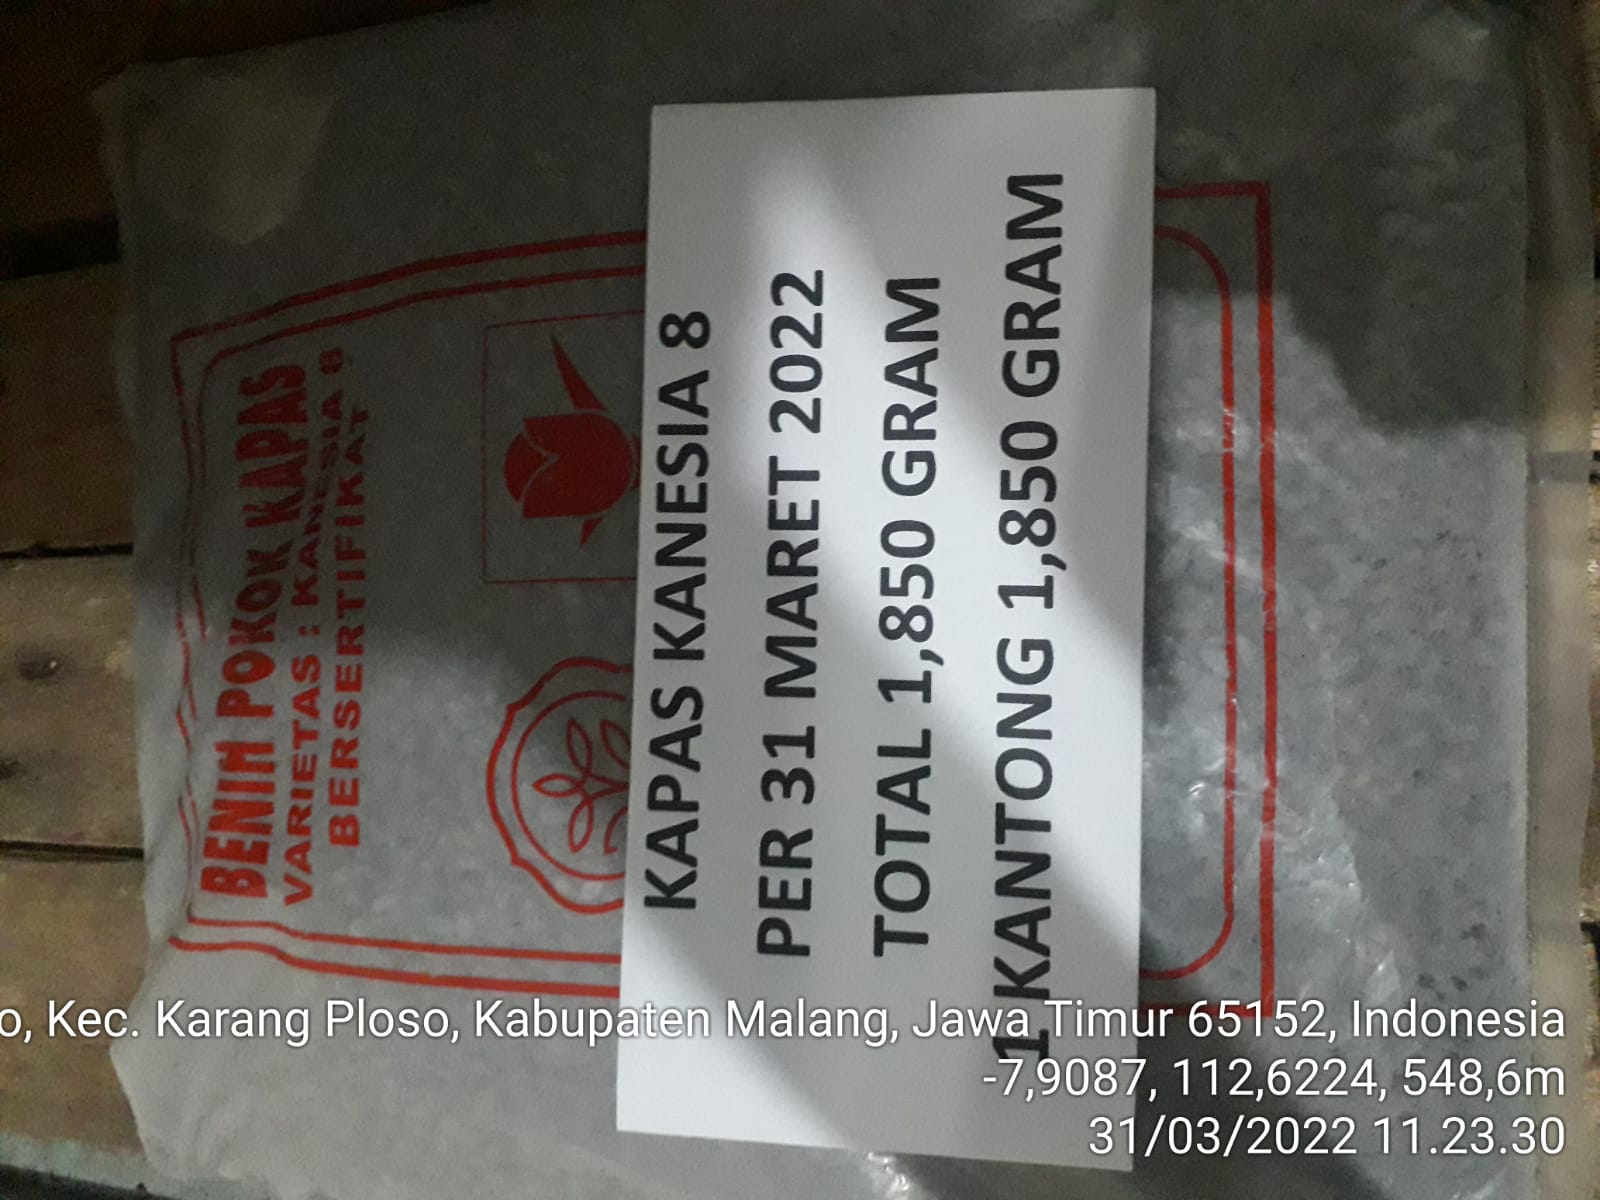 BENIH POKOK KAPAS
VARIETAS : KANESIA 8
BERSERTIFIKAT
KAPAS KANESIA 8
PER 31 MARET 2022
TOTAL 1,850 GRAM
1 KANTONG 1,850 GRAM
o, Kec. Karang Ploso, Kabupaten Malang, Jawa Timur 65152, Indonesia
-7,9087, 112,6224, 548,6m
31/03/2022 11.23.30